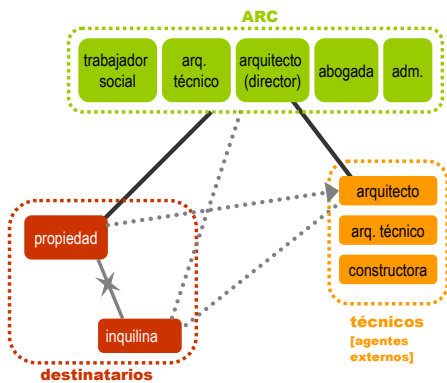 ARC
trabajador
social
arq.
técnico
arquitecto
(director)
abogada
adm.
arquitecto
arq. técnico
constructora
técnicos
[agentes
externos]
propiedad
inquilina
destinatarios